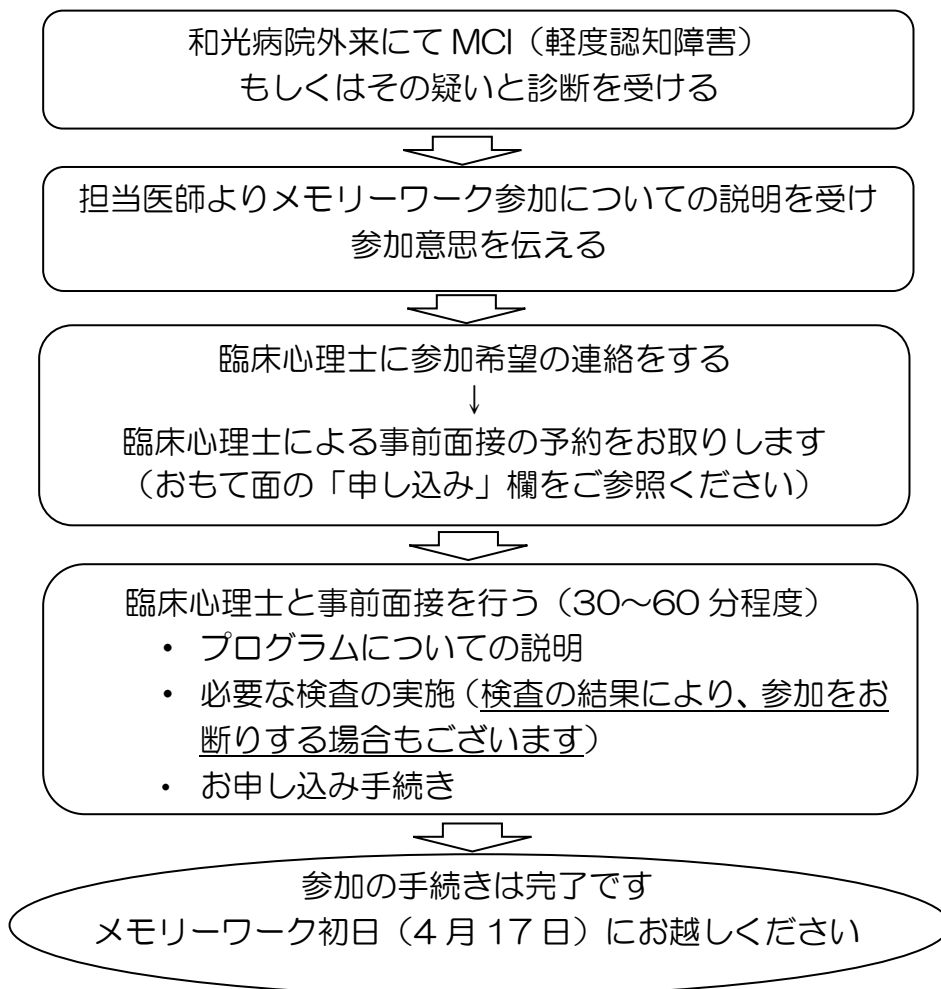 和光病院外来にて MCI（軽度認知障害）
もしくはその疑いと診断を受ける
担当医師よりメモリーワーク参加についての説明を受け
参加意思を伝える
臨床心理士に参加希望の連絡をする
↓
臨床心理士による事前面接の予約をお取りします
（おもて面の「申し込み」欄をご参照ください）
臨床心理士と事前面接を行う（30～60 分程度）
・ プログラムについての説明
・ 必要な検査の実施（検査の結果により、参加をお
断りする場合もございます）
・ お申し込み手続き
参加の手続きは完了です
メモリーワーク初日（4 月 17 日）にお越しください